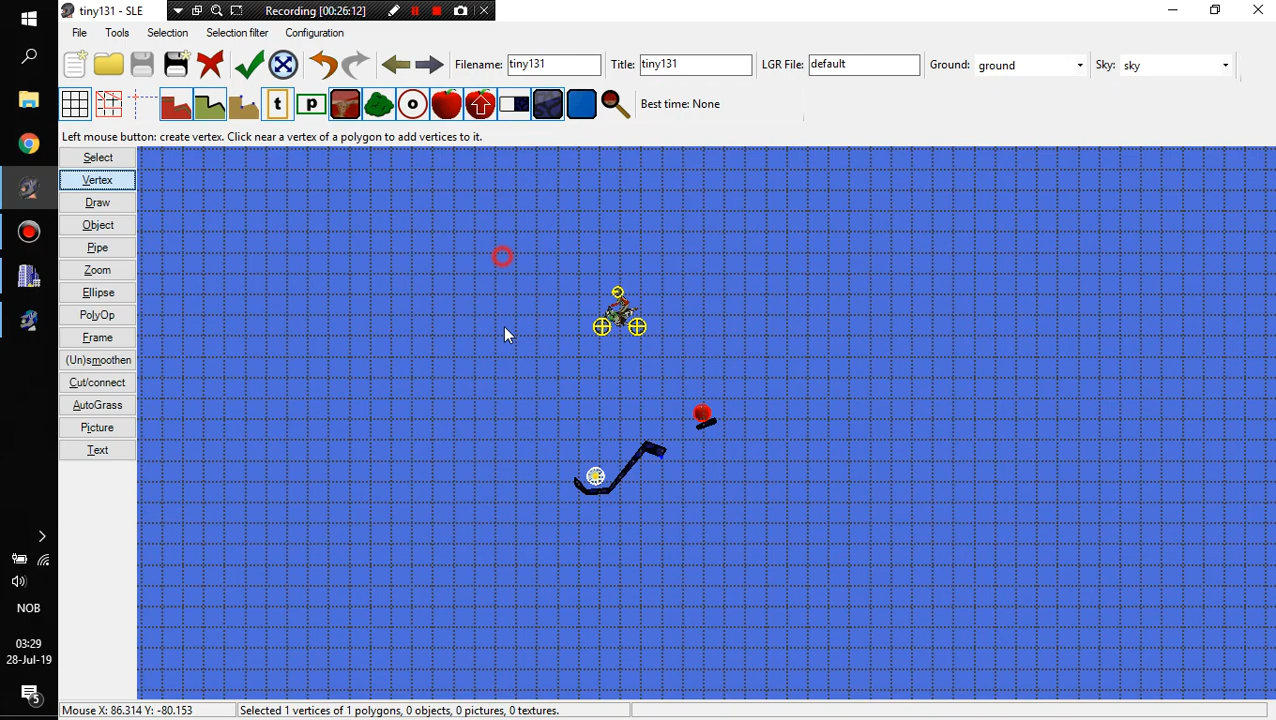 tiny131 - SLE
Recording [00:26:12]
File Tools Selection Selection filter Configuration
Filename: tiny131 Title: tiny131 LGR File: default Ground: ground Sky: sky
t p o Best time: None
Left mouse button: create vertex. Click near a vertex of a polygon to add vertices to it.
Select
Vertex
Draw
Object
Pipe
Zoom
Ellipse
PolyOp
Frame
(Un)smoothen
Cut/connect
AutoGrass
Picture
Text
NOB
03:29
28-Jul-19
5
Mouse X: 86.314 Y: -80.153 Selected 1 vertices of 1 polygons, 0 objects, 0 pictures, 0 textures.